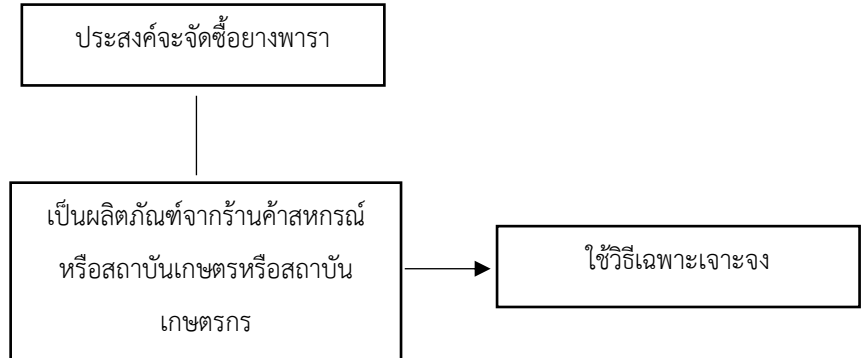 ประสงค์จะจัดซื้อยางพารา
เป็นผลิตภัณฑ์จากร้านค้าสหกรณ์
หรือสถาบันเกษตรหรือสถาบัน
เกษตรกร
ใช้วิธีเฉพาะเจาะจง